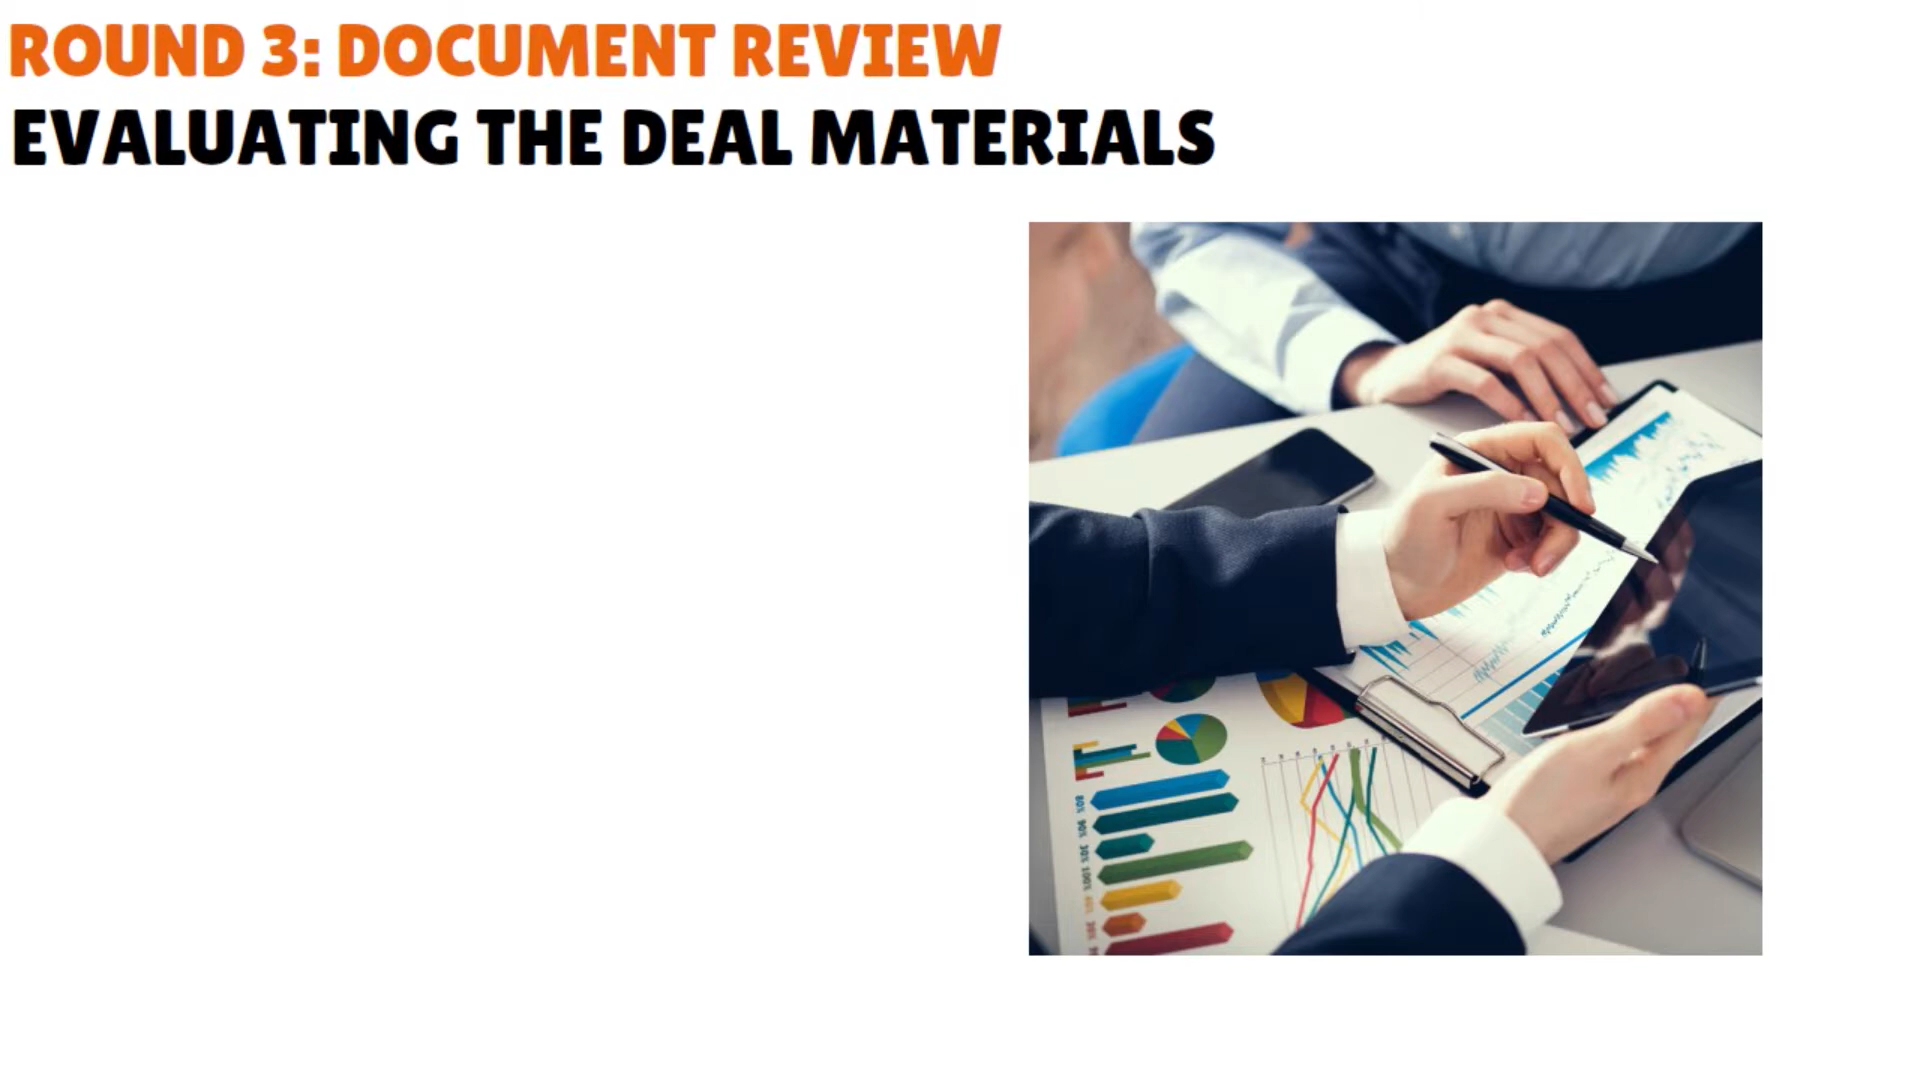 ROUND 3: DOCUMENT REVIEW
EVALUATING THE DEAL MATERIALS